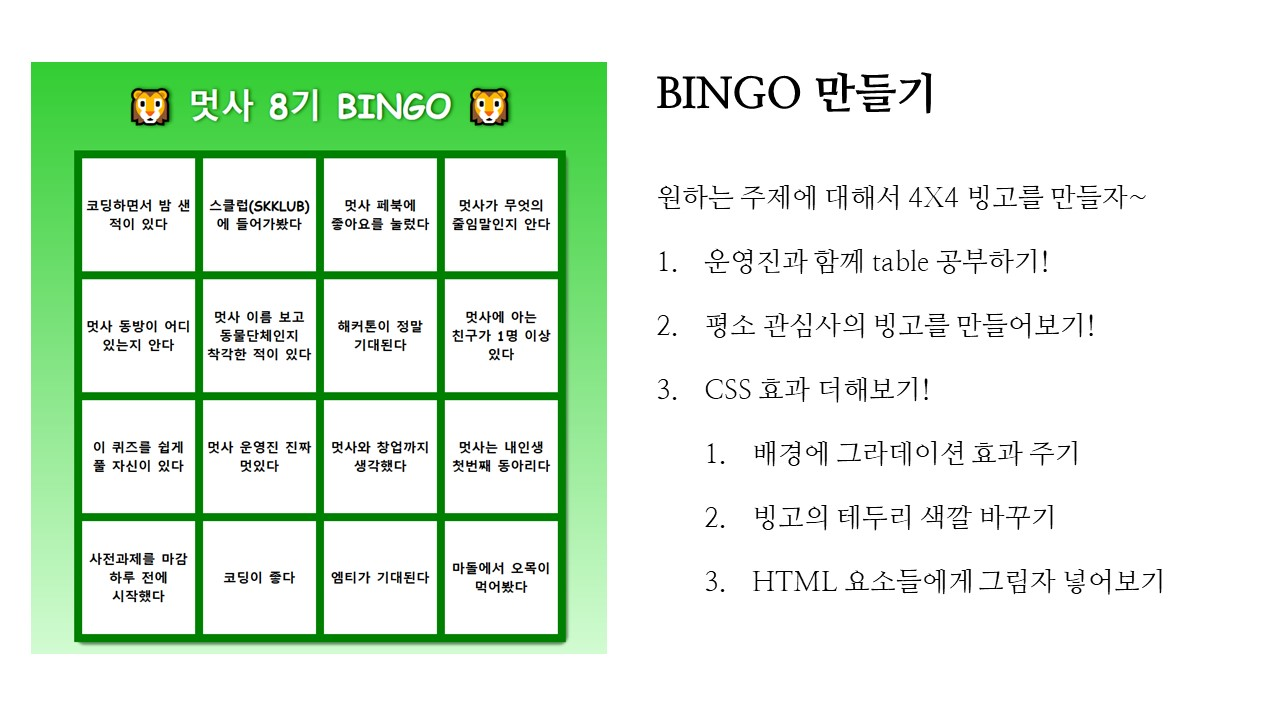 🦁 멋사 8기 BINGO 🦁
코딩하면서 밤 샌
적이 있다
스클럽(SKKLUB)
에 들어가봤다
멋사 페북에
좋아요를 눌렀다
멋사가 무엇의
줄임말인지 안다
멋사 동방이 어디
있는지 안다
멋사 이름 보고
동물단체인지
착각한 적이 있다
해커톤이 정말
기대된다
멋사에 아는
친구가 1명 이상
있다
이 퀴즈를 쉽게
풀 자신이 있다
멋사 운영진 진짜
멋있다
멋사와 창업까지
생각했다
멋사는 내인생
첫번째 동아리다
사전과제를 마감
하루 전에
시작했다
코딩이 좋다
엠티가 기대된다
마돌에서 오목이
먹어봤다
BINGO 만들기
원하는 주제에 대해서 4X4 빙고를 만들자~
1. 운영진과 함께 table 공부하기!
2. 평소 관심사의 빙고를 만들어보기!
3. CSS 효과 더해보기!
1. 배경에 그라데이션 효과 주기
2. 빙고의 테두리 색깔 바꾸기
3. HTML 요소들에게 그림자 넣어보기